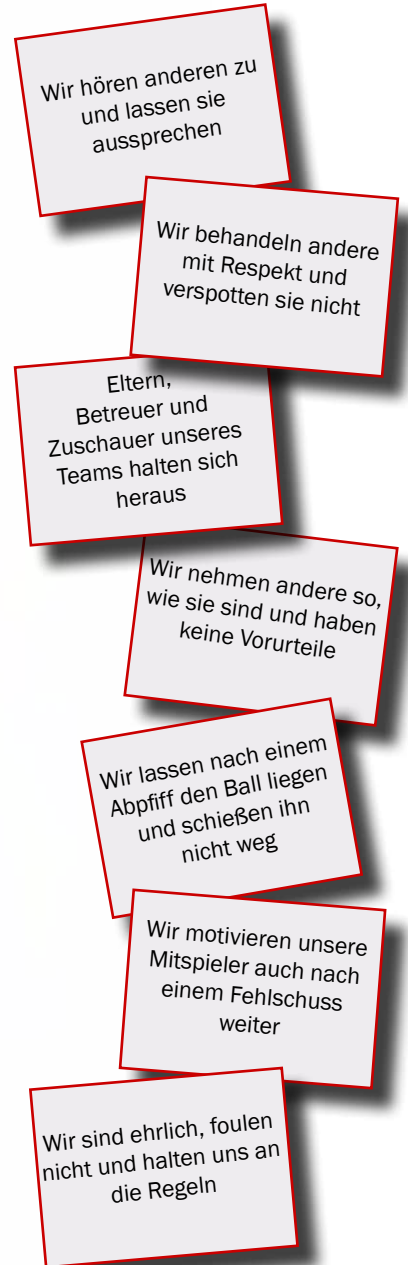 Wir hören anderen zu
und lassen sie
aussprechen
Wir behandeln andere
mit Respekt und
verspotten sie nicht
Eltern,
Betreuer und
Zuschauer unseres
Teams halten sich
heraus
Wir nehmen andere so,
wie sie sind und haben
keine Vorurteile
Wir lassen nach einem
Abpfiff den Ball liegen
und schießen ihn
nicht weg
Wir motivieren unsere
Mitspieler auch nach
einem Fehlschuss
weiter
Wir sind ehrlich, foulen
nicht und halten uns an
die Regeln